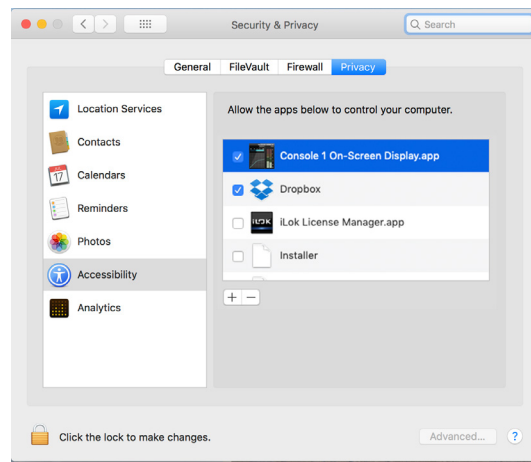 Security & Privacy
Search
General FileVault Firewall Privacy
Location Services
Contacts
17
Calendars
Reminders
Photos
Accessibility
Analytics
Allow the apps below to control your computer.
Console 1 On-Screen Display.app
Dropbox
iLOK
iLok License Manager.app
Installer
+ −
Click the lock to make changes.
Advanced... ?